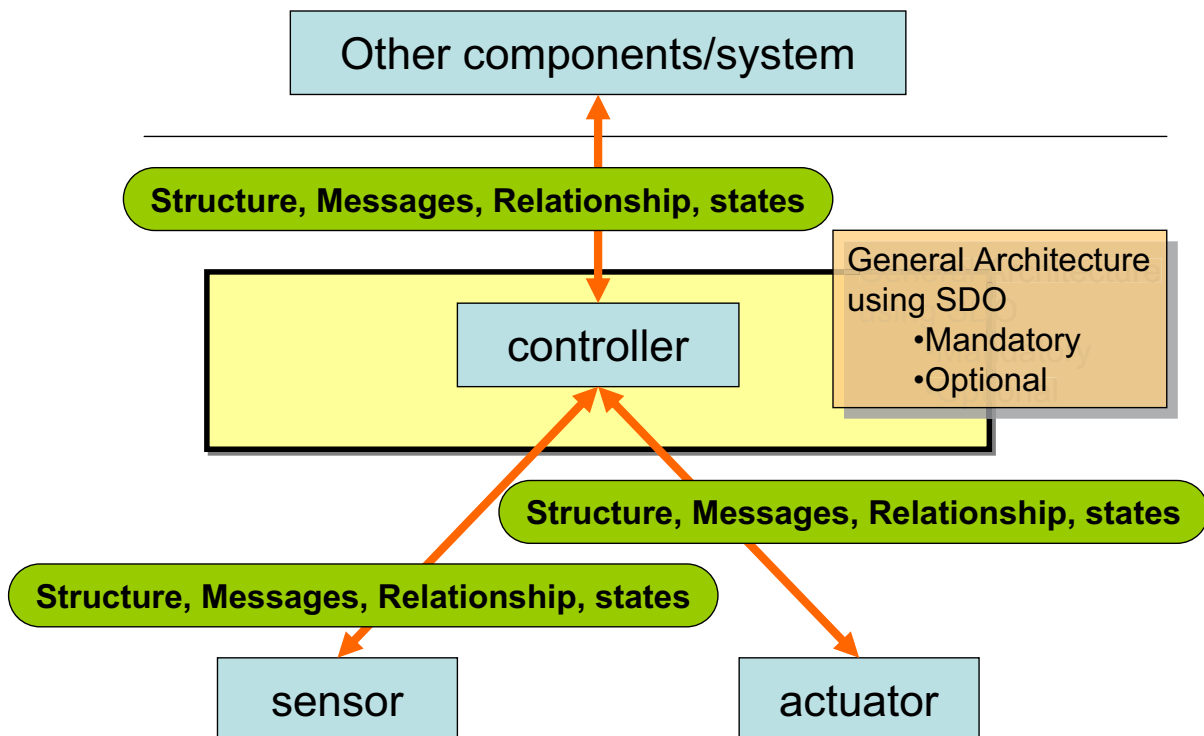 Other components/system
Structure, Messages, Relationship, states
General Architecture
using SDO
•Mandatory
•Optional
controller
Structure, Messages, Relationship, states
Structure, Messages, Relationship, states
sensor
actuator